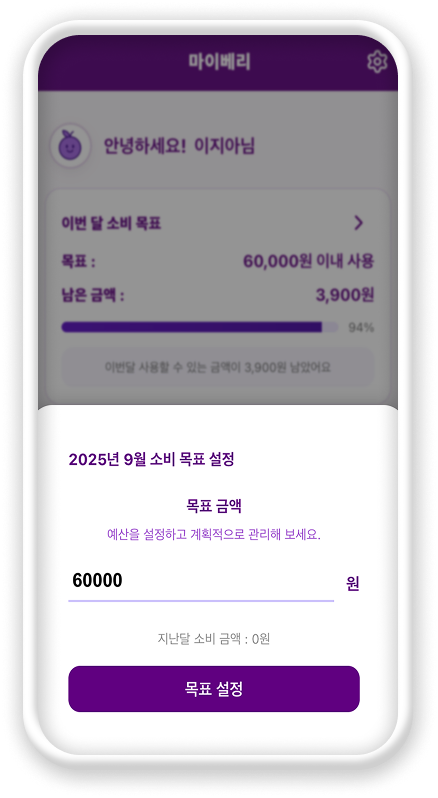 마이베리
안녕하세요! 이지아님
이번 달 소비 목표
목표 : 60,000원 이내 사용
남은 금액 : 3,900원
94%
이번달 사용할 수 있는 금액이 3,900원 남았어요
2025년 9월 소비 목표 설정
목표 금액
예산을 설정하고 계획적으로 관리해 보세요.
60000 원
지난달 소비 금액 : 0원
목표 설정